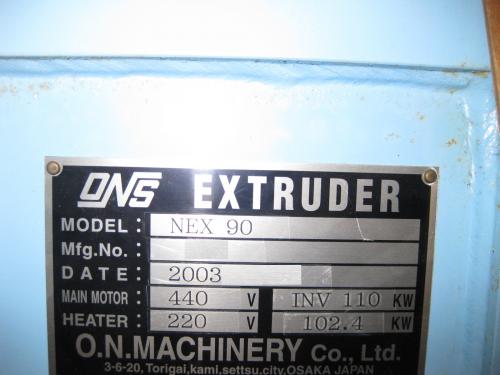 ONS EXTRUDER
MODEL : NEX 90
Mfg.No. :
DATE : 2003
MAIN MOTOR : 440 V INV 110 KW
HEATER : 220 V 102.4 KW
O.N.MACHINERY Co., Ltd.
3-6-20, Torigai,kami,settsu,city,OSAKA JAPAN